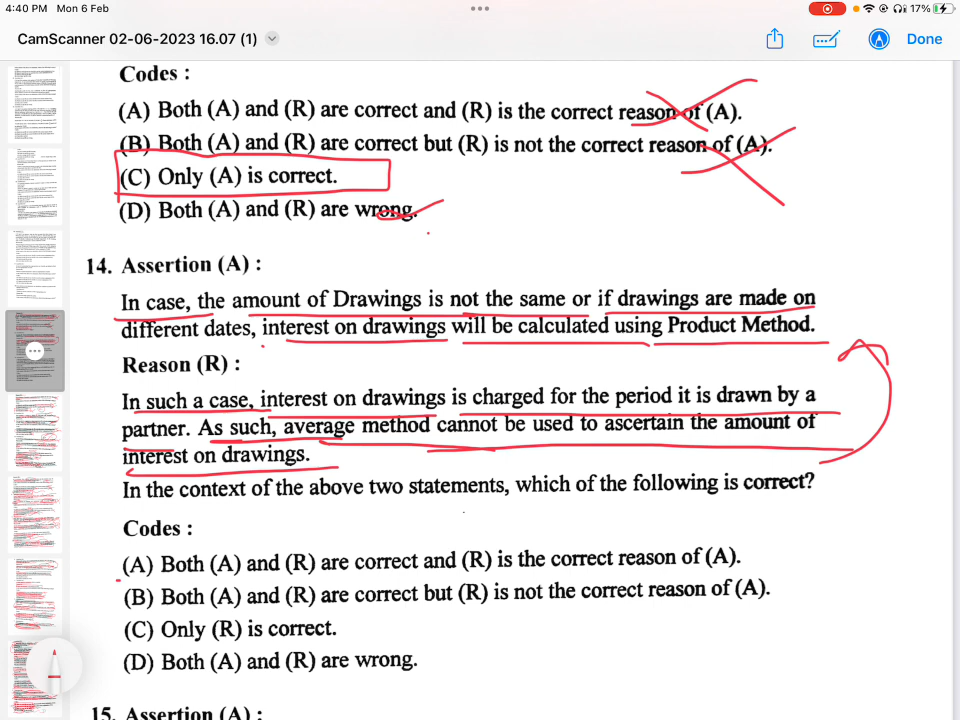 4:40 PM Mon 6 Feb
17%
CamScanner 02-06-2023 16.07 (1)
Done
Codes :
(A) Both (A) and (R) are correct and (R) is the correct reason of (A).
(B) Both (A) and (R) are correct but (R) is not the correct reason of (A).
(C) Only (A) is correct.
(D) Both (A) and (R) are wrong.
14. Assertion (A) :
In case, the amount of Drawings is not the same or if drawings are made on
different dates, interest on drawings will be calculated using Product Method.
Reason (R) :
In such a case, interest on drawings is charged for the period it is drawn by a
partner. As such, average method cannot be used to ascertain the amount of
interest on drawings.
In the context of the above two statements, which of the following is correct?
Codes :
(A) Both (A) and (R) are correct and (R) is the correct reason of (A).
(B) Both (A) and (R) are correct but (R) is not the correct reason of (A).
(C) Only (R) is correct.
(D) Both (A) and (R) are wrong.
15. Assertion (A) :